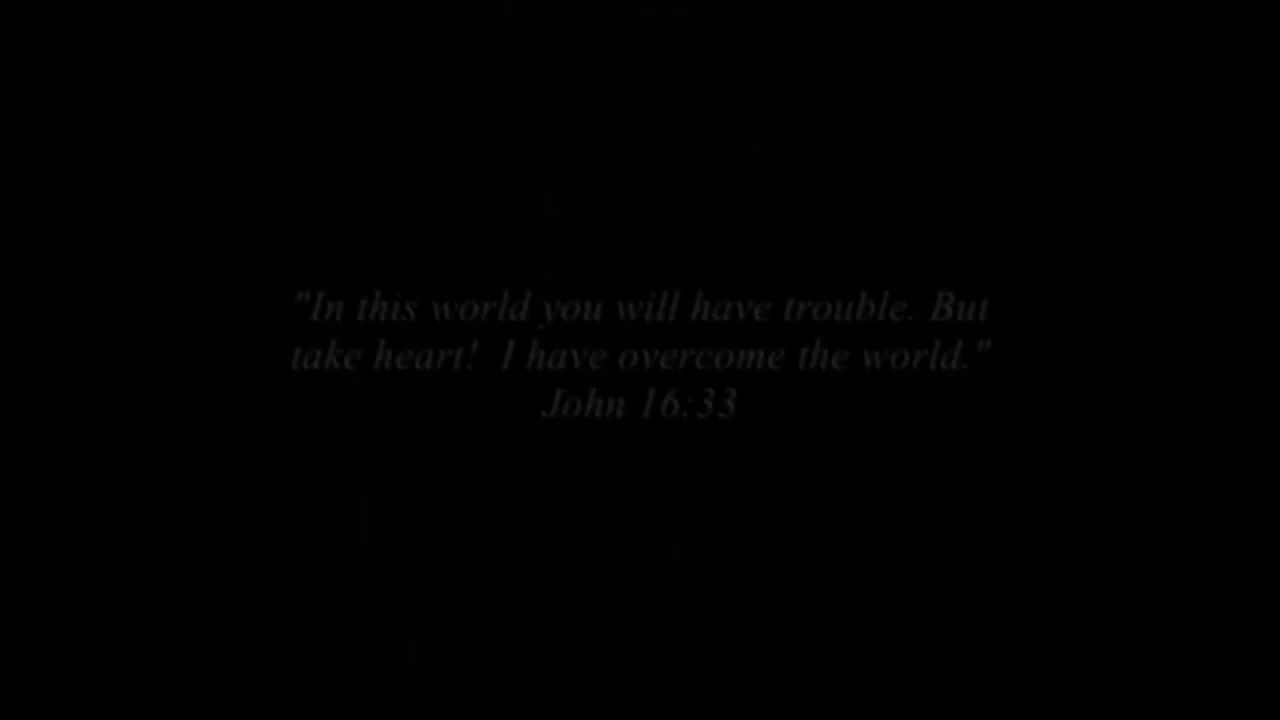 "In this world you will have trouble. But
take heart!  I have overcome the world."
John 16:33